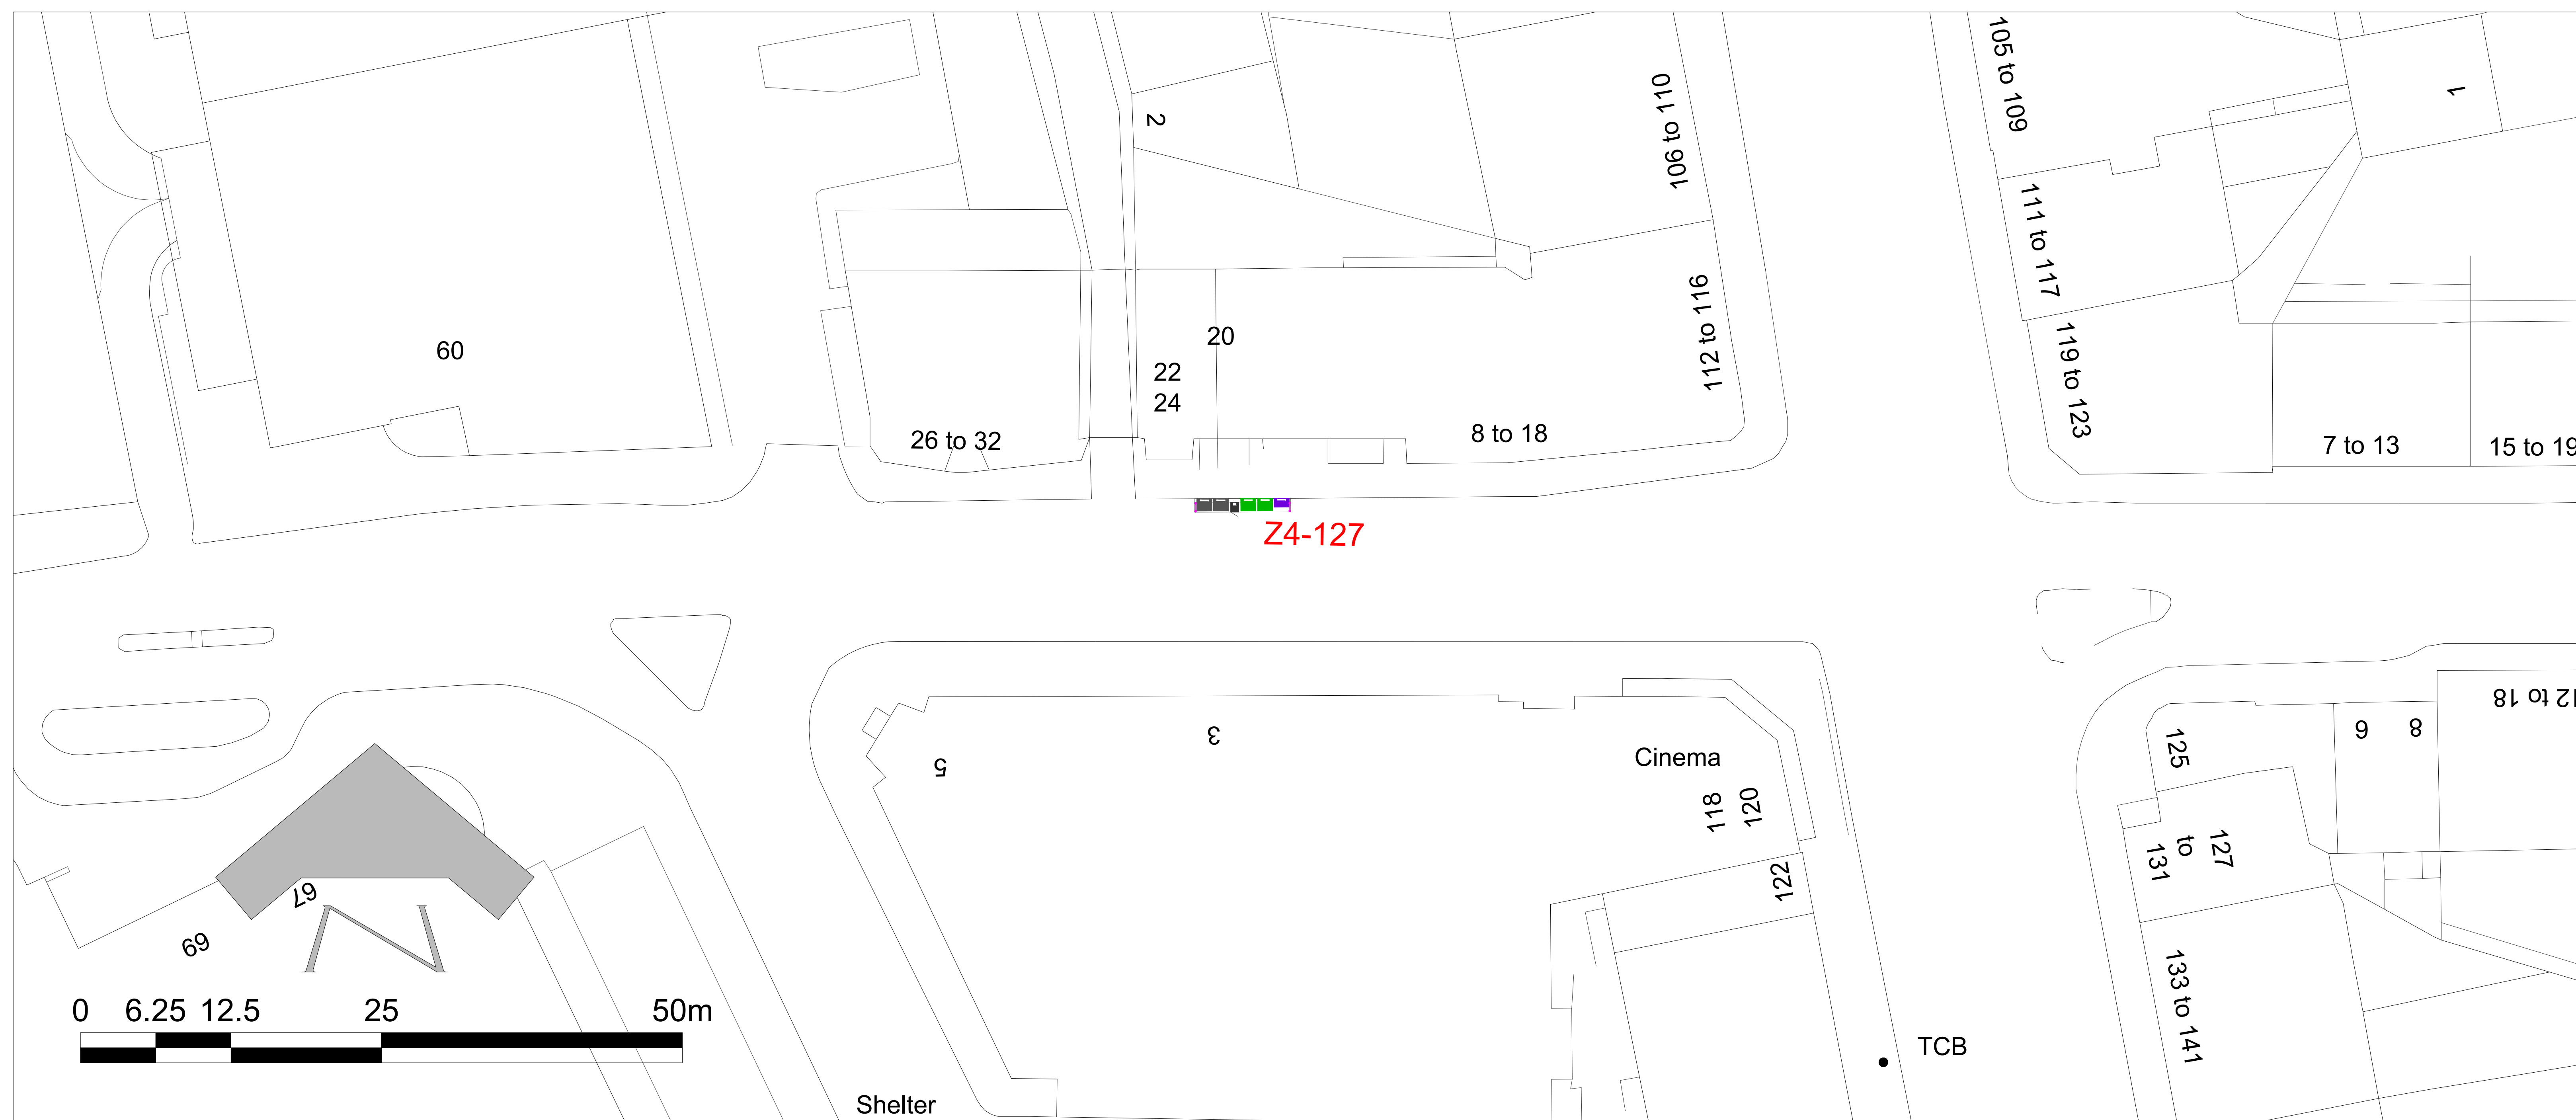 105 to 109
1
2
106 to 110
111 to 117
112 to 116
119 to 123
20
60
22
24
26 to 32
8 to 18
7 to 13
15 to 19
Z4-127
12 to 18
3
5
6
8
125
Cinema
118
120
122
127
to
131
67
69
N
133 to 141
0 6.25 12.5 25 50m
TCB
Shelter